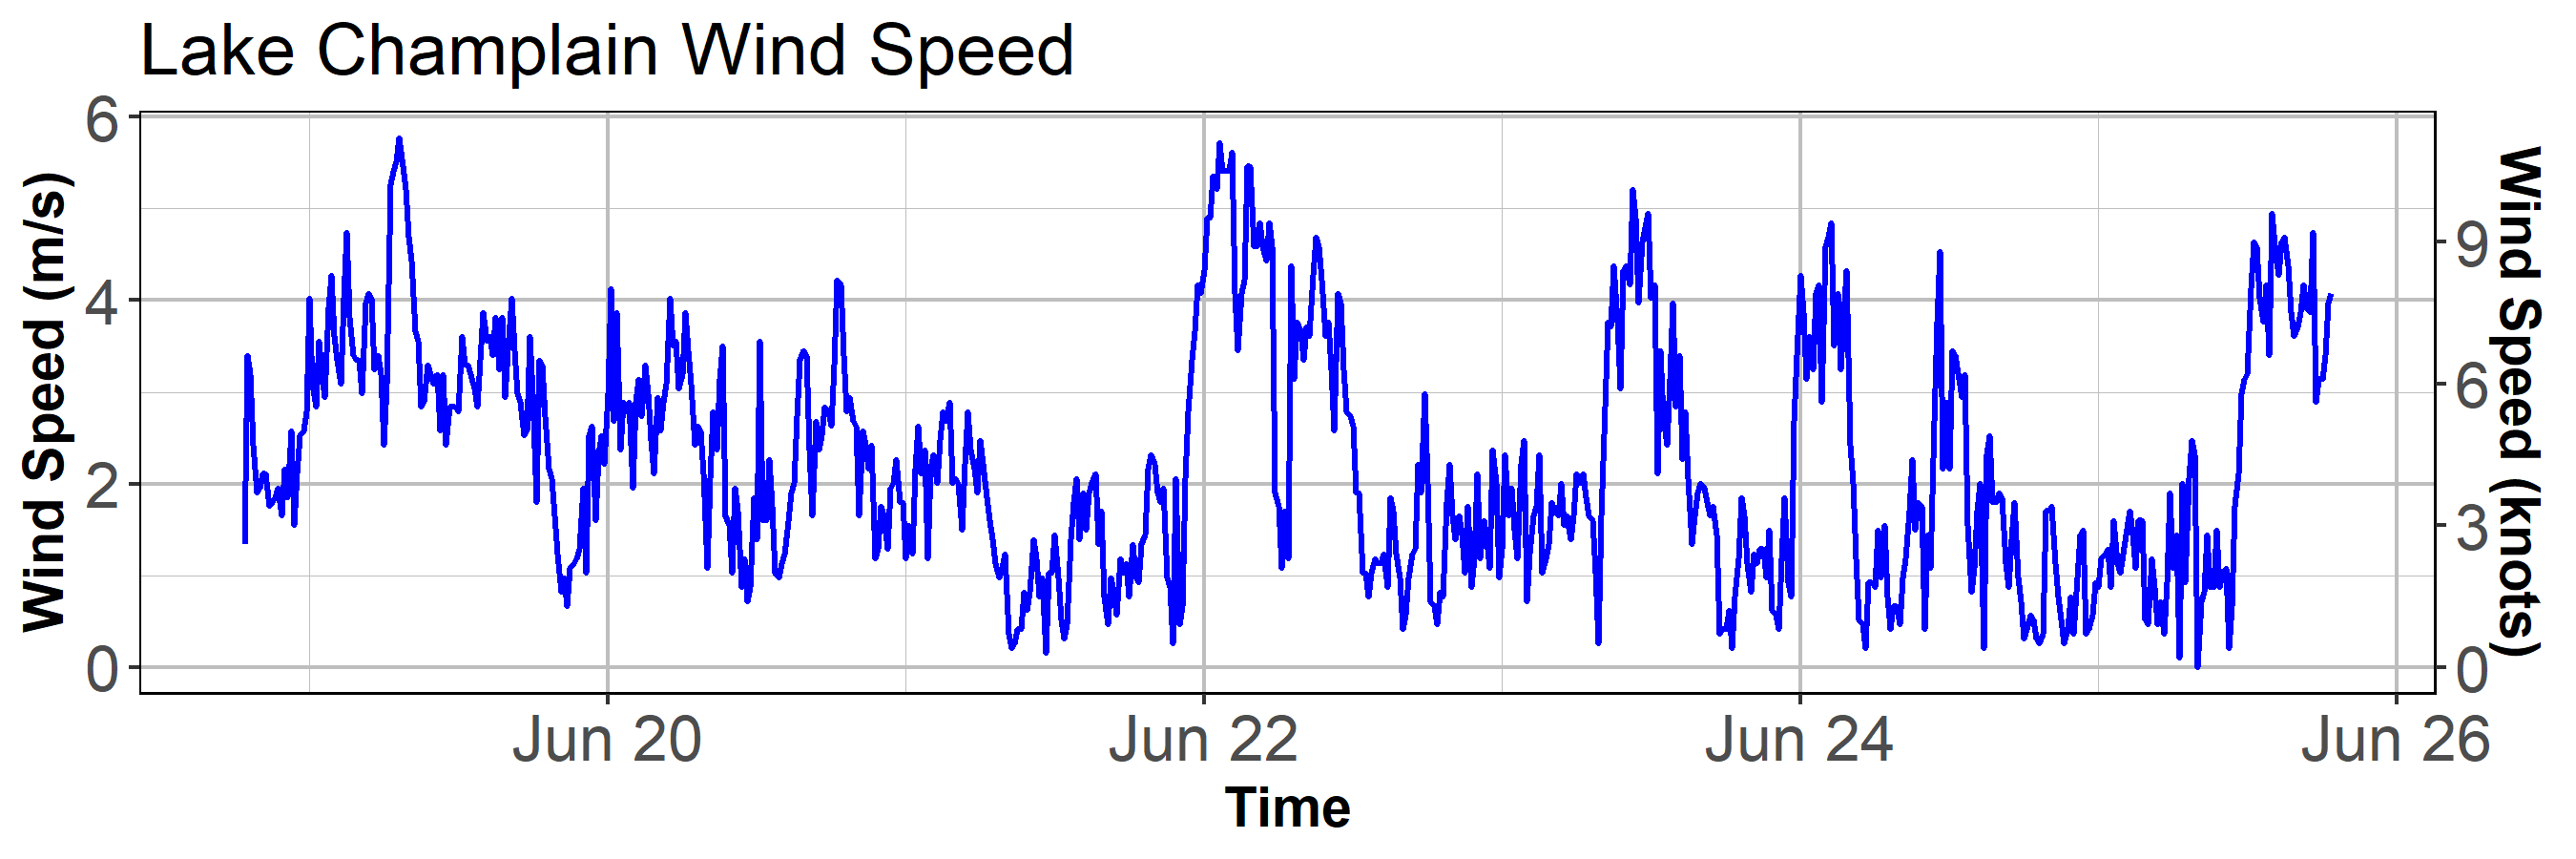 Lake Champlain Wind Speed
Wind Speed (m/s)
6
4
2
0
Wind Speed (knots)
9
6
3
0
Jun 20
Jun 22
Jun 24
Jun 26
Time